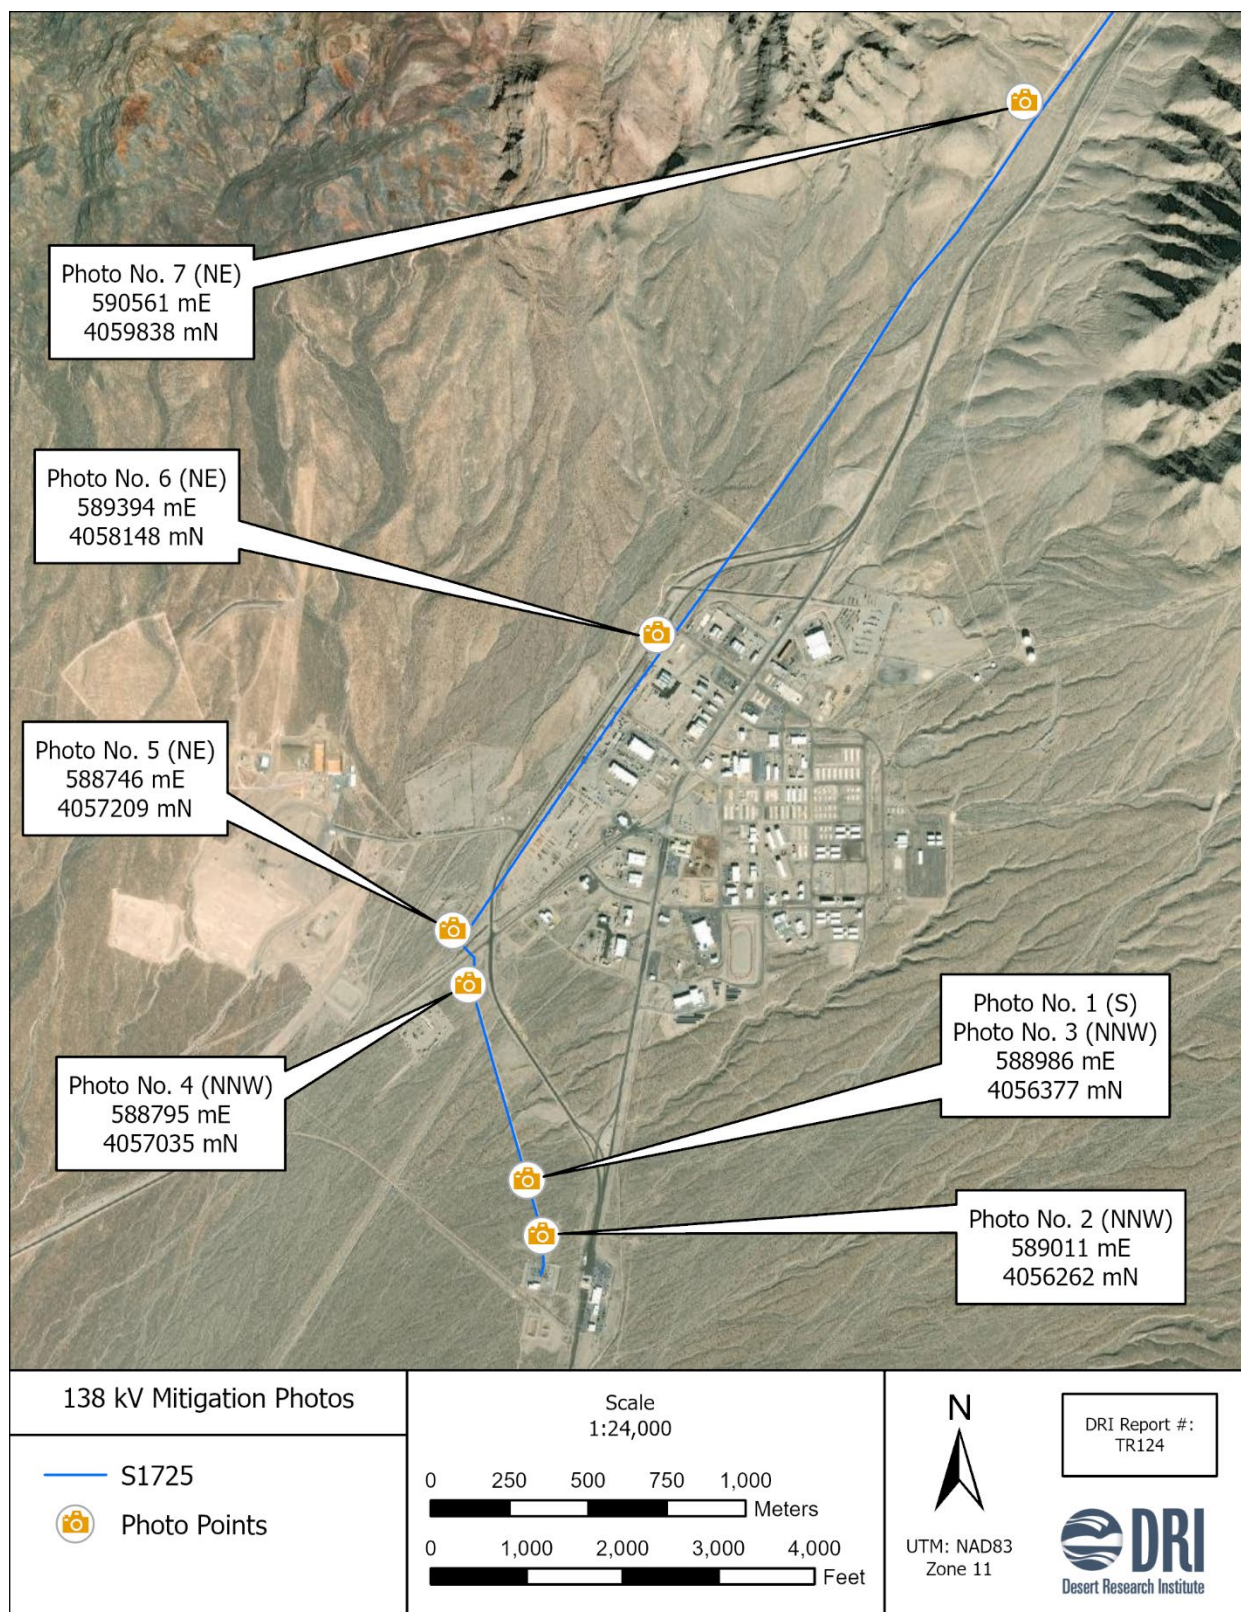 Photo No. 7 (NE)
590561 mE
4059838 mN
Photo No. 6 (NE)
589394 mE
4058148 mN
Photo No. 5 (NE)
588746 mE
4057209 mN
Photo No. 4 (NNW)
588795 mE
4057035 mN
Photo No. 1 (S)
Photo No. 3 (NNW)
588986 mE
4056377 mN
Photo No. 2 (NNW)
589011 mE
4056262 mN
138 kV Mitigation Photos
S1725
Photo Points
Scale
1:24,000
0 250 500 750 1,000
Meters
0 1,000 2,000 3,000 4,000
Feet
N
UTM: NAD83
Zone 11
DRI Report #:
TR124
DRI
Desert Research Institute